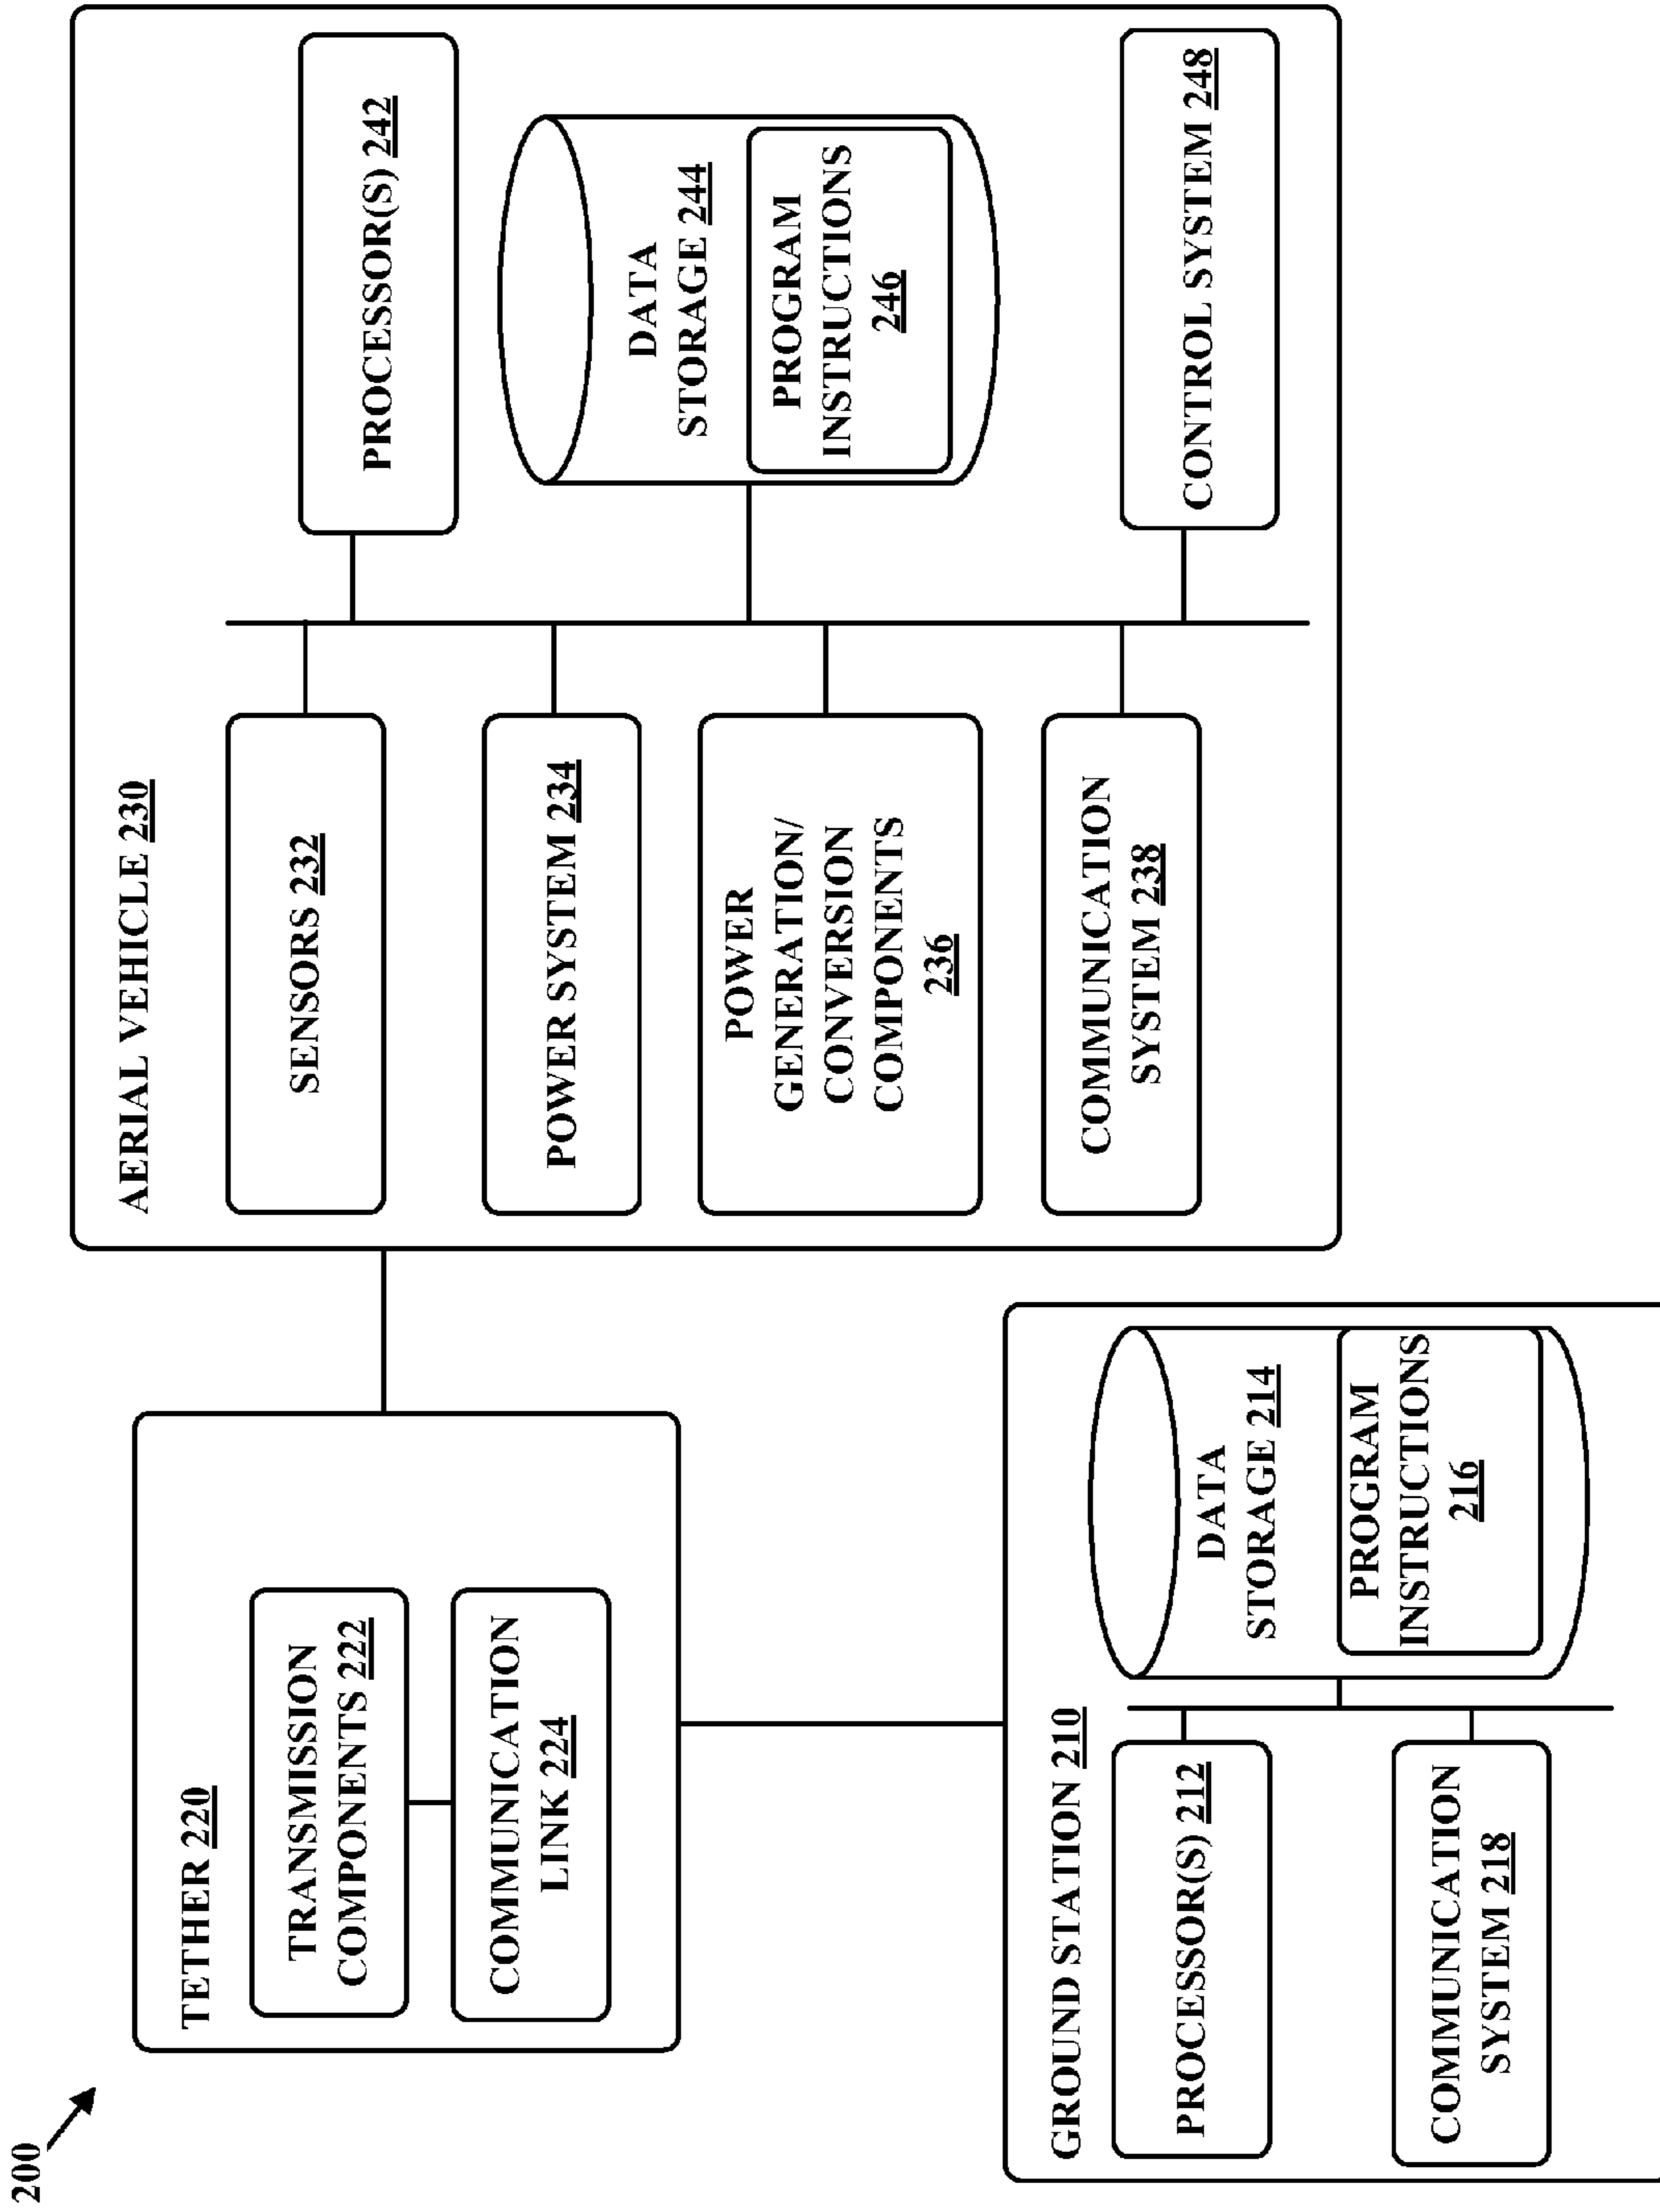 200
TETHER 220
TRANSMISSION
COMPONENTS 222
COMMUNICATION
LINK 224
GROUND STATION 210
PROCESSOR(S) 212
COMMUNICATION
SYSTEM 218
DATA
STORAGE 214
PROGRAM
INSTRUCTIONS
216
AERIAL VEHICLE 230
SENSORS 232
POWER SYSTEM 234
POWER
GENERATION/
CONVERSION
COMPONENTS
236
COMMUNICATION
SYSTEM 238
PROCESSOR(S) 242
DATA
STORAGE 244
PROGRAM
INSTRUCTIONS
246
CONTROL SYSTEM 248